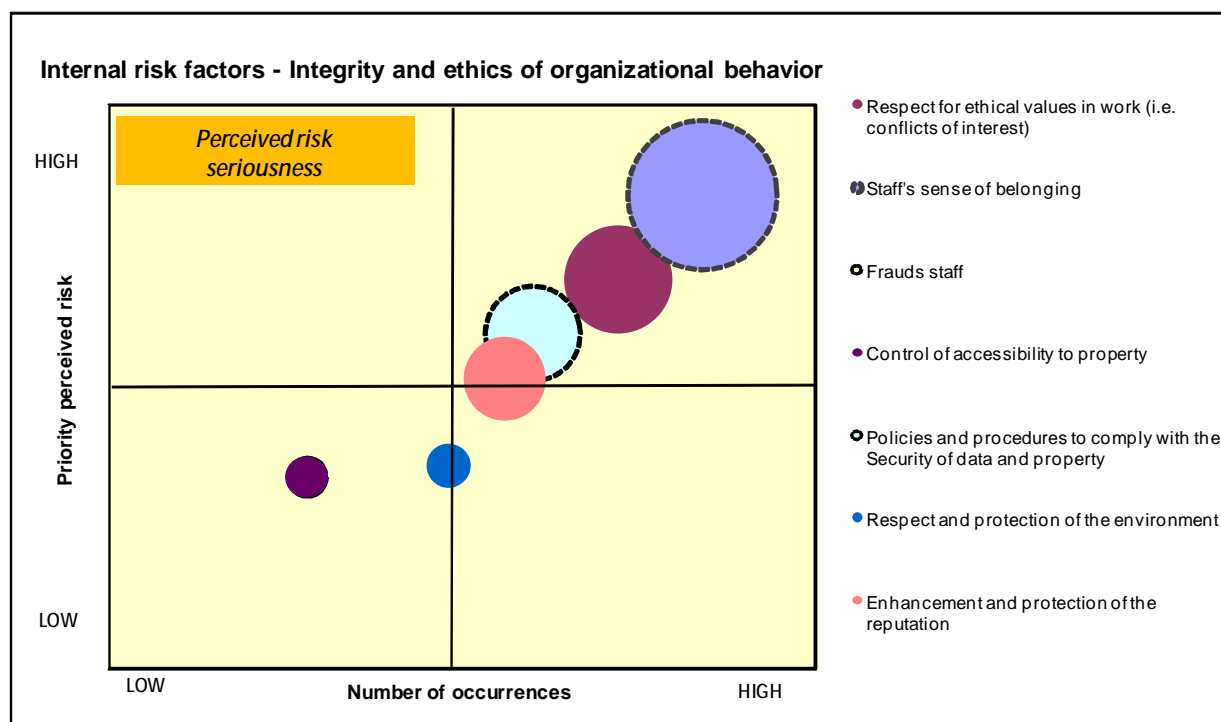 Internal risk factors - Integrity and ethics of organizational behavior
Perceived risk
seriousness
HIGH
Priority perceived risk
LOW
LOW
Number of occurrences
HIGH
Respect for ethical values in work (i.e.
conflicts of interest)
Staff's sense of belonging
Frauds staff
Control of accessibility to property
Policies and procedures to comply with the
Security of data and property
Respect and protection of the environment
Enhancement and protection of the
reputation